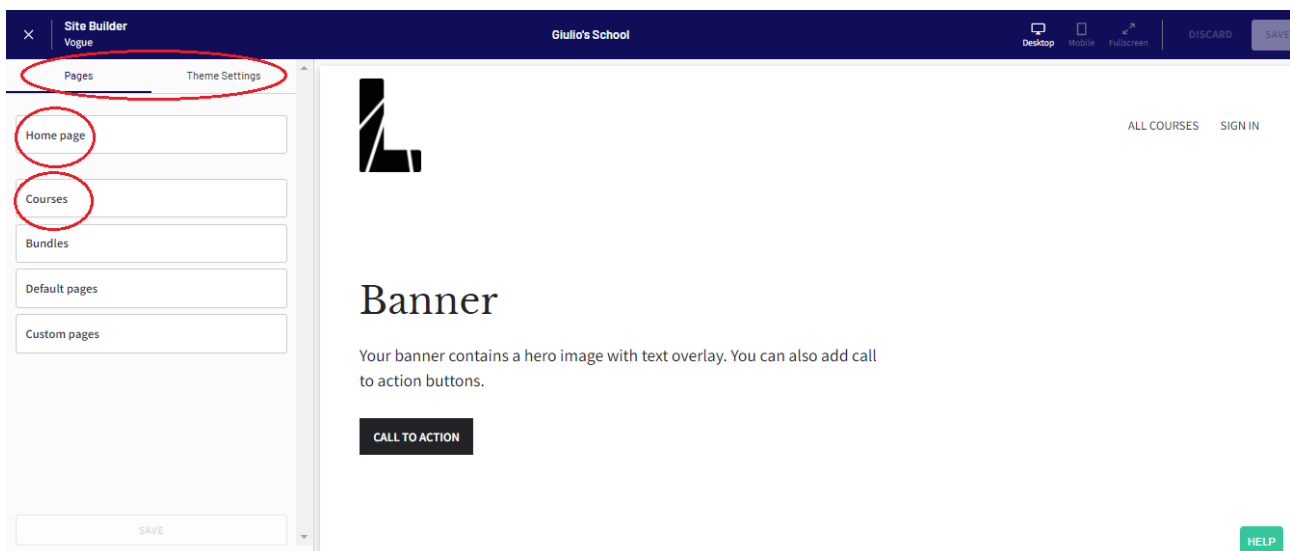 Site Builder
Vogue
Giulio's School
Desktop
Mobile
Fullscreen
DISCARD
SAVE
Pages
Theme Settings
Home page
Courses
Bundles
Default pages
Custom pages
SAVE
ALL COURSES
SIGN IN
Banner
Your banner contains a hero image with text overlay. You can also add call
to action buttons.
CALL TO ACTION
HELP